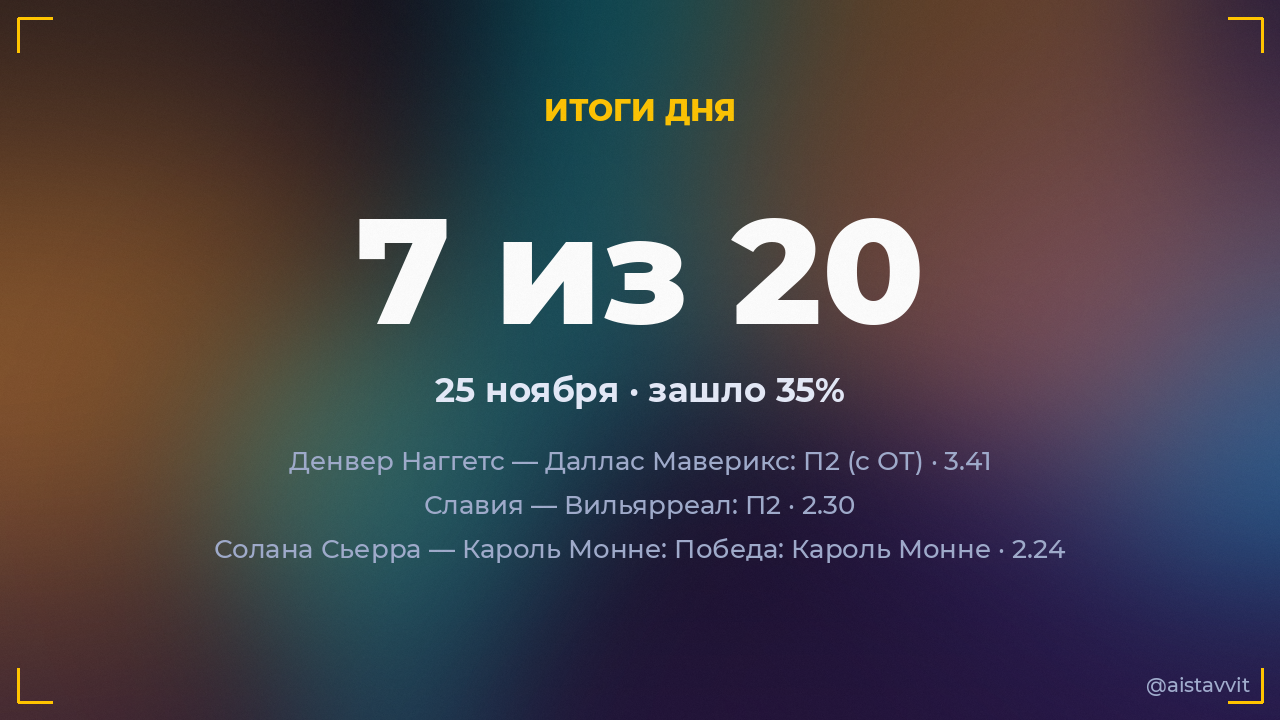 ИТОГИ ДНЯ
7 из 20
25 ноября · зашло 35%
Денвер Наггетс — Даллас Маверикс: П2 (с ОТ) · 3.41
Славия — Вильярреал: П2 · 2.30
Солана Сьерра — Кароль Монне: Победа: Кароль Монне · 2.24
@aistavvit